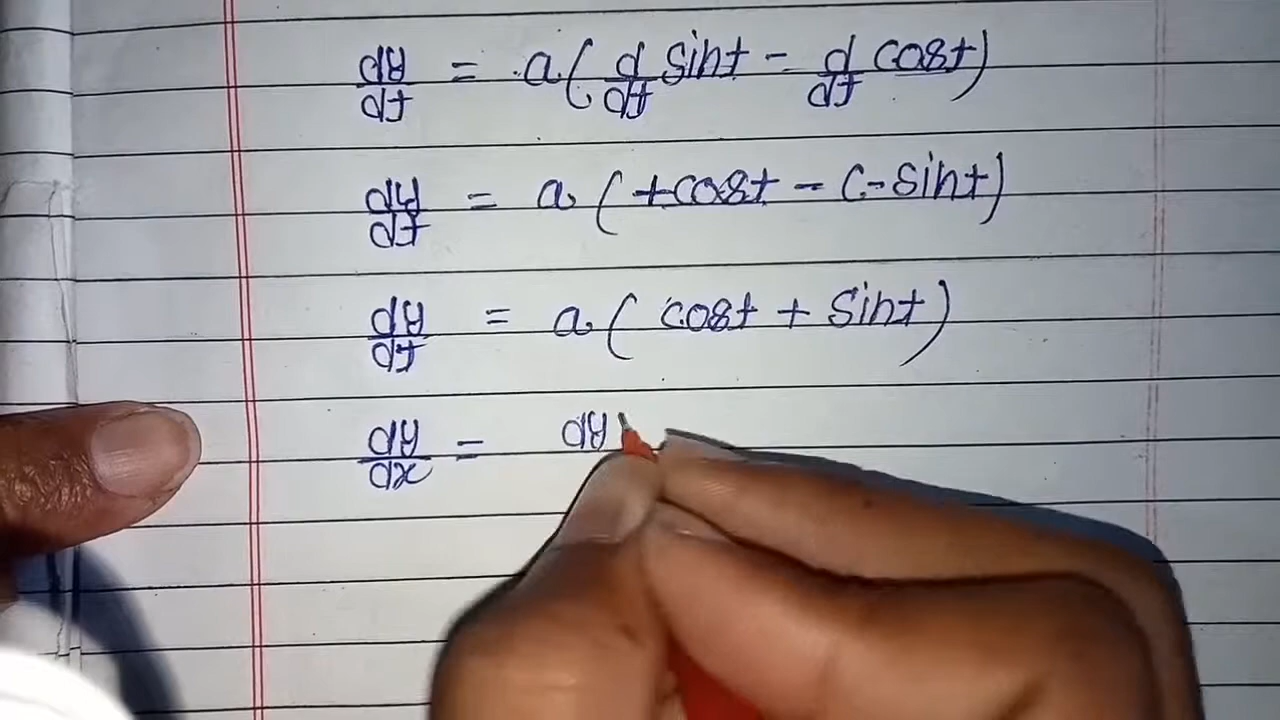 dy/dt = a( d/dt sint - d/dt cost)
dy/dt = a(+cost - (-sint)
dy/dt = a( cost + sint)
dy/dx = dy